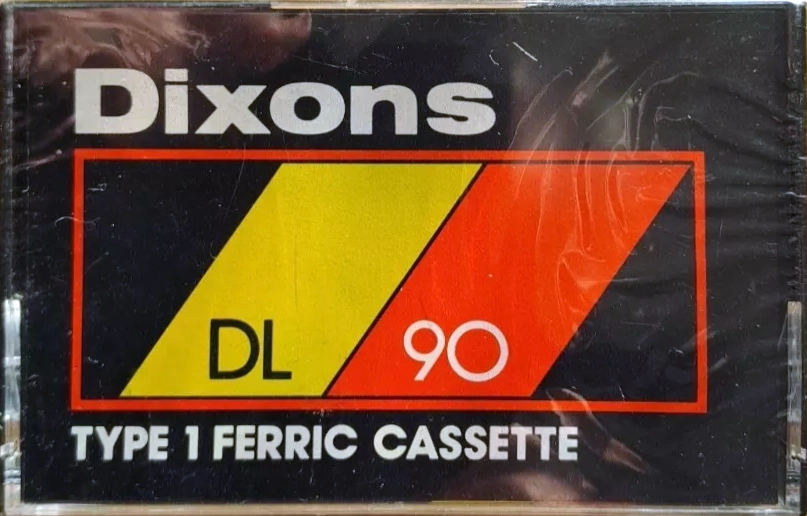 Dixons
DL 90
TYPE 1 FERRIC CASSETTE